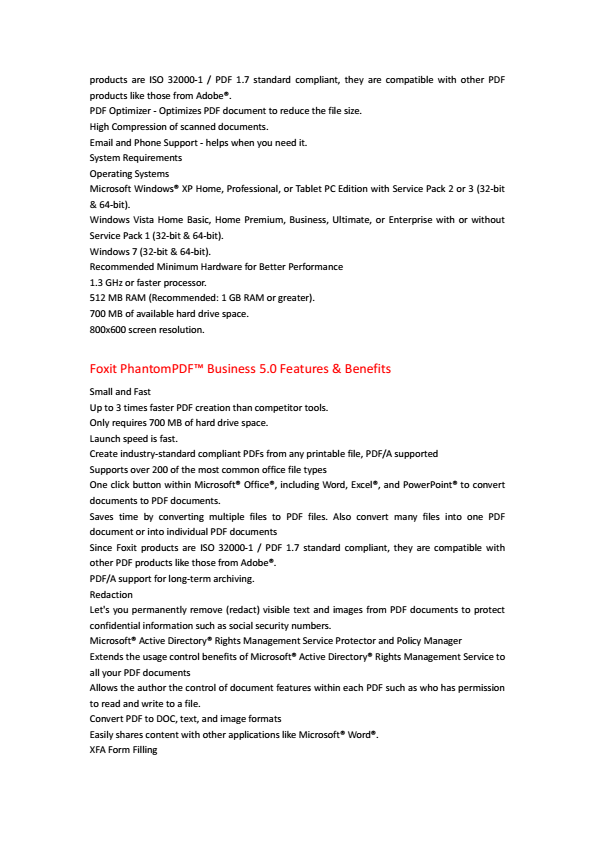 products are ISO 32000-1 / PDF 1.7 standard compliant, they are compatible with other PDF
products like those from Adobe®.
PDF Optimizer - Optimizes PDF document to reduce the file size.
High Compression of scanned documents.
Email and Phone Support - helps when you need it.
System Requirements
Operating Systems
Microsoft Windows® XP Home, Professional, or Tablet PC Edition with Service Pack 2 or 3 (32-bit
& 64-bit).
Windows Vista Home Basic, Home Premium, Business, Ultimate, or Enterprise with or without
Service Pack 1 (32-bit & 64-bit).
Windows 7 (32-bit & 64-bit).
Recommended Minimum Hardware for Better Performance
1.3 GHz or faster processor.
512 MB RAM (Recommended: 1 GB RAM or greater).
700 MB of available hard drive space.
800x600 screen resolution.
Foxit PhantomPDF™ Business 5.0 Features & Benefits
Small and Fast
Up to 3 times faster PDF creation than competitor tools.
Only requires 700 MB of hard drive space.
Launch speed is fast.
Create industry-standard compliant PDFs from any printable file, PDF/A supported
Supports over 200 of the most common office file types
One click button within Microsoft® Office®, including Word, Excel®, and PowerPoint® to convert
documents to PDF documents.
Saves time by converting multiple files to PDF files. Also convert many files into one PDF
document or into individual PDF documents
Since Foxit products are ISO 32000-1 / PDF 1.7 standard compliant, they are compatible with
other PDF products like those from Adobe®.
PDF/A support for long-term archiving.
Redaction
Let's you permanently remove (redact) visible text and images from PDF documents to protect
confidential information such as social security numbers.
Microsoft® Active Directory® Rights Management Service Protector and Policy Manager
Extends the usage control benefits of Microsoft® Active Directory® Rights Management Service to
all your PDF documents
Allows the author the control of document features within each PDF such as who has permission
to read and write to a file.
Convert PDF to DOC, text, and image formats
Easily shares content with other applications like Microsoft® Word®.
XFA Form Filling